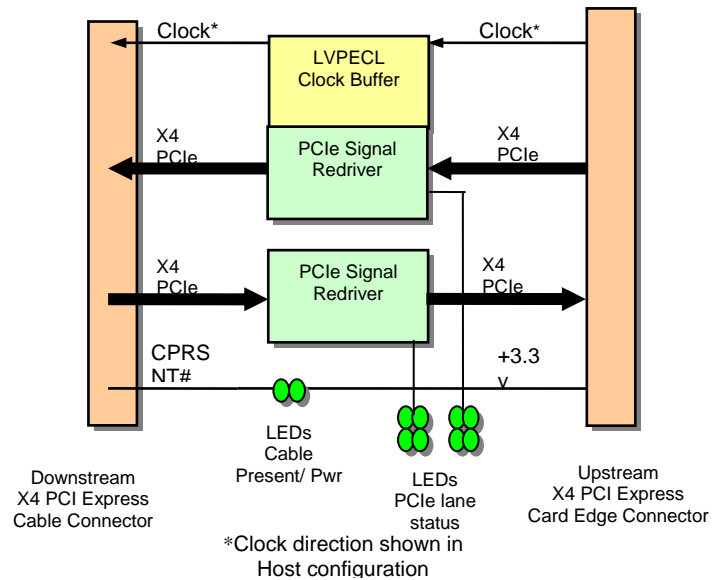 Clock*
LVPECL
Clock Buffer
Clock*
X4
PCIe
PCIe Signal
Redriver
X4
PCIe
X4
PCIe
PCIe Signal
Redriver
X4
PCIe
CPRS
NT#
+3.3
v
LEDs
Cable
Present/ Pwr
LEDs
PCIe lane
status
Downstream
X4 PCI Express
Cable Connector
Upstream
X4 PCI Express
Card Edge Connector
*Clock direction shown in
Host configuration